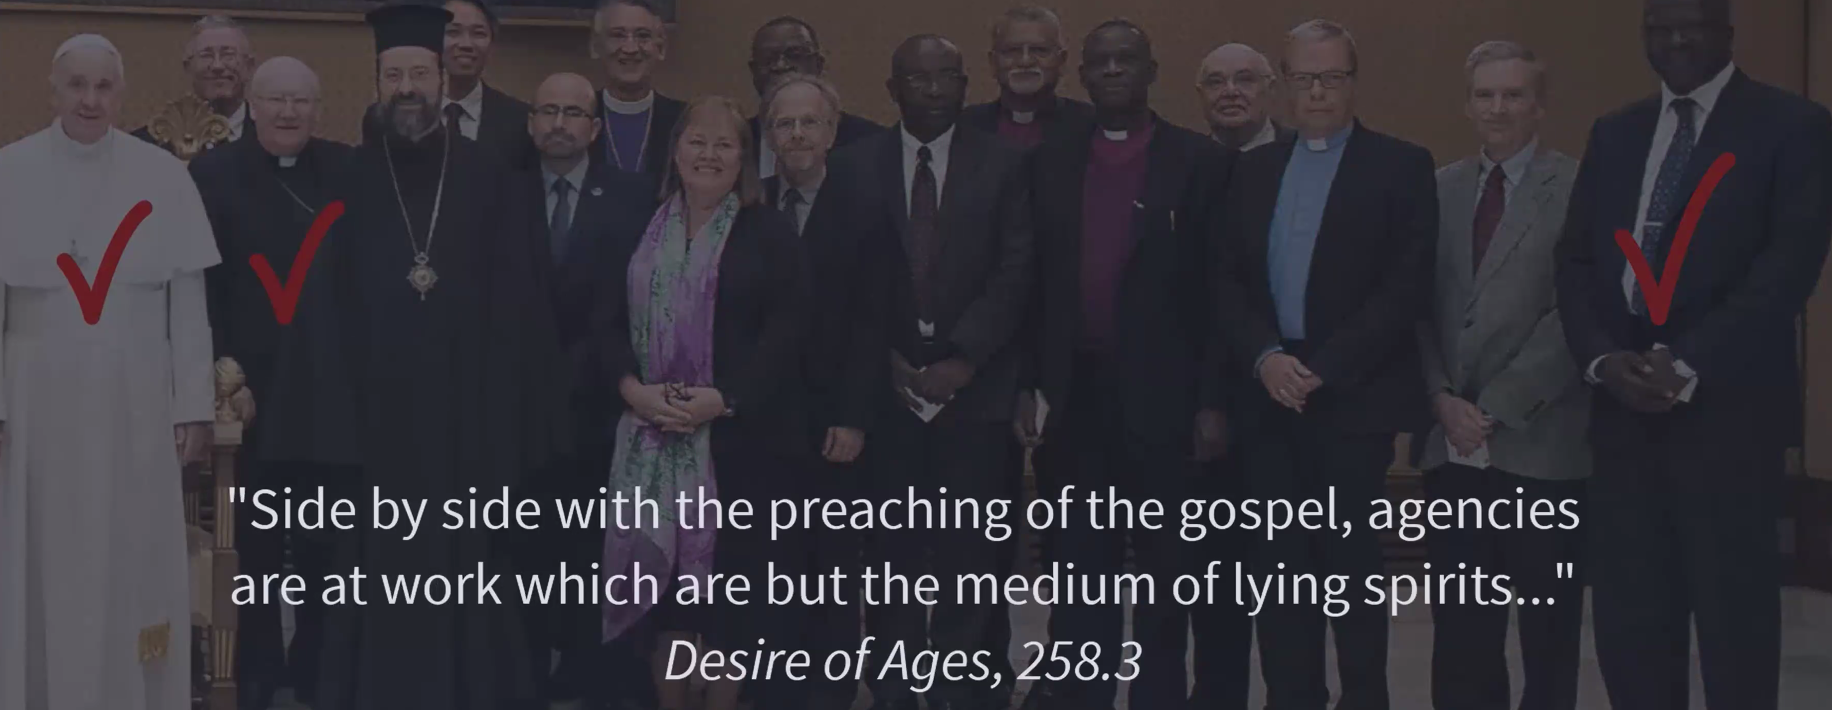 "Side by side with the preaching of the gospel, agencies
are at work which are but the medium of lying spirits..."
Desire of Ages, 258.3